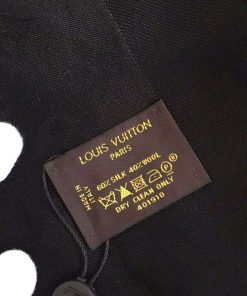 LOUIS VUITTON
PARIS
60% SILK 40% WOOL
DRY CLEAN ONLY
401910
MADE IN
ITALY